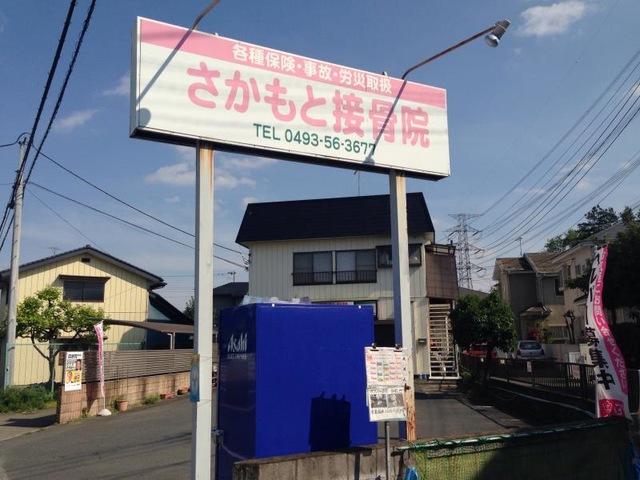 各種保険・事故・労災取扱
さかもと接骨院
TEL 0493-56-3677
Asahi